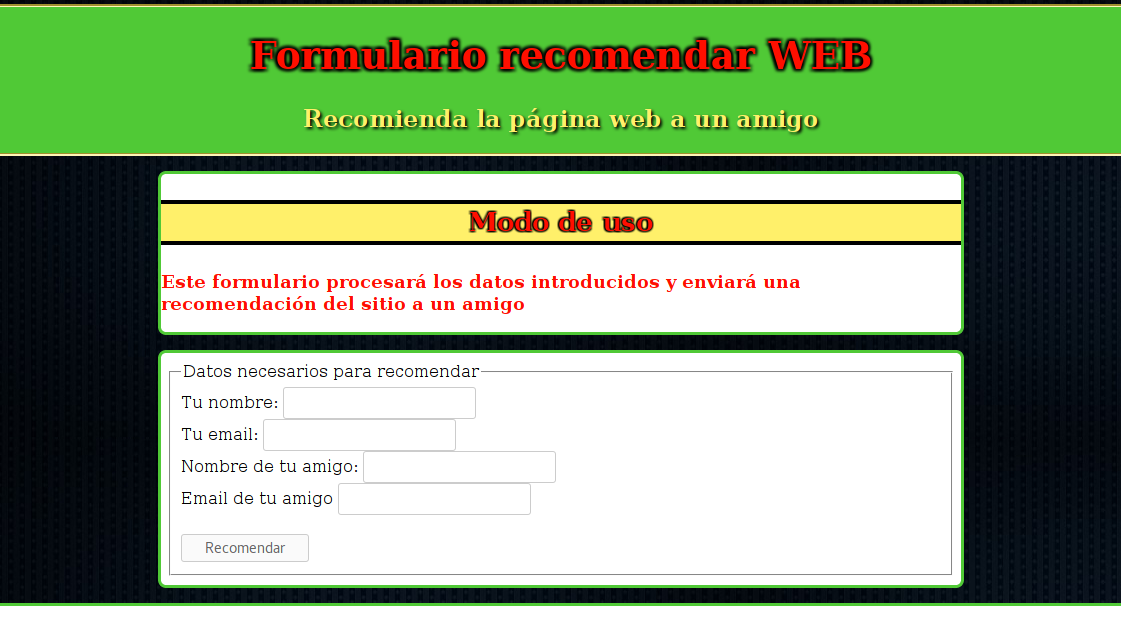 Formulario recomendar WEB
Recomienda la página web a un amigo
Modo de uso
Este formulario procesará los datos introducidos y enviará una
recomendación del sitio a un amigo
Datos necesarios para recomendar
Tu nombre:
Tu email:
Nombre de tu amigo:
Email de tu amigo
Recomendar